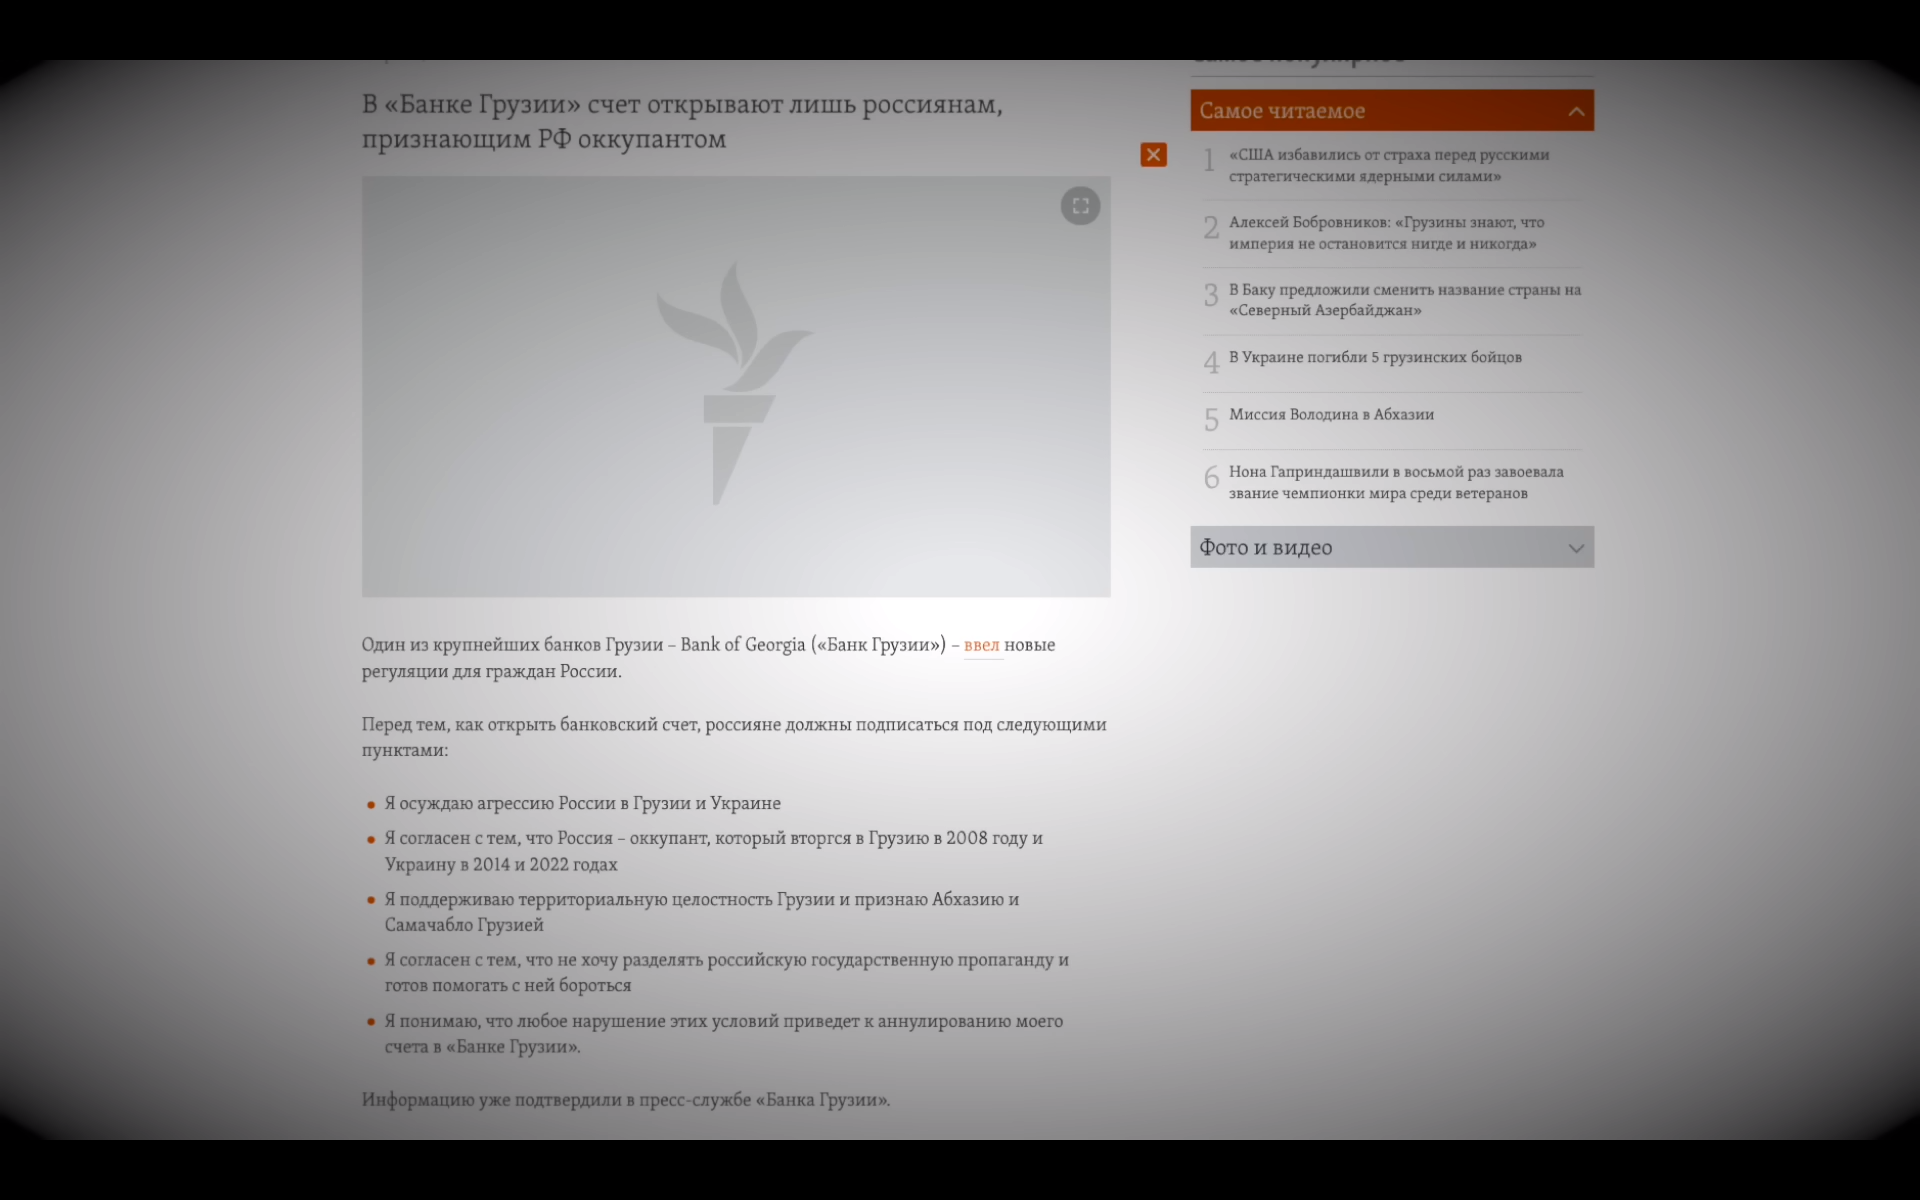 В «Банке Грузии» счет открывают лишь россиянам,
признающим РФ оккупантом
Один из крупнейших банков Грузии – Bank of Georgia («Банк Грузии») – ввел новые
регуляции для граждан России.
Перед тем, как открыть банковский счет, россияне должны подписаться под следующими
пунктами:
Я осуждаю агрессию России в Грузии и Украине
Я согласен с тем, что Россия – оккупант, который вторгся в Грузию в 2008 году и
Украину в 2014 и 2022 годах
Я поддерживаю территориальную целостность Грузии и признаю Абхазию и
Самачабло Грузией
Я согласен с тем, что не хочу разделять российскую государственную пропаганду и
готов помогать с ней бороться
Я понимаю, что любое нарушение этих условий приведет к аннулированию моего
счета в «Банке Грузии».
Информацию уже подтвердили в пресс-службе «Банка Грузии».
Самое читаемое
1 «США избавились от страха перед русскими
стратегическими ядерными силами»
2 Алексей Бобровников: «Грузины знают, что
империя не остановится нигде и никогда»
3 В Баку предложили сменить название страны на
«Северный Азербайджан»
4 В Украине погибли 5 грузинских бойцов
5 Миссия Володина в Абхазии
6 Нона Гаприндашвили в восьмой раз завоевала
звание чемпионки мира среди ветеранов
Фото и видео